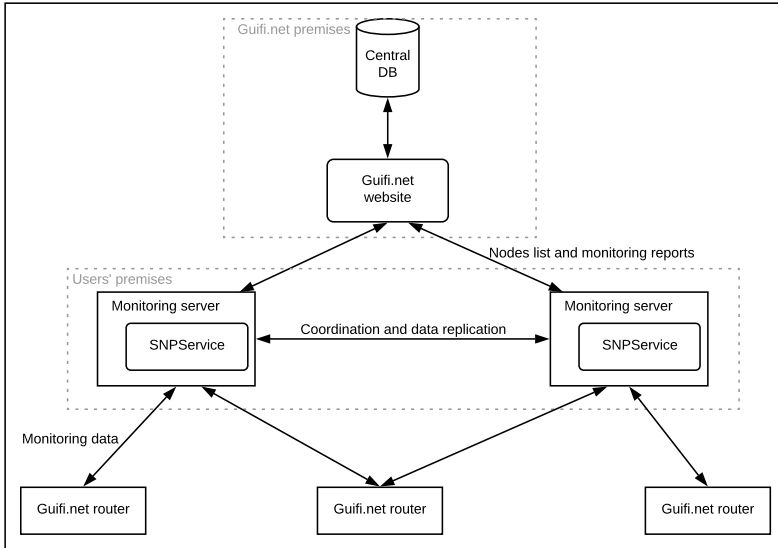 Guifi.net premises
Central
DB
Guifi.net
website
Nodes list and monitoring reports
Users' premises
Monitoring server
SNPService
Coordination and data replication
Monitoring server
SNPService
Monitoring data
Guifi.net router
Guifi.net router
Guifi.net router